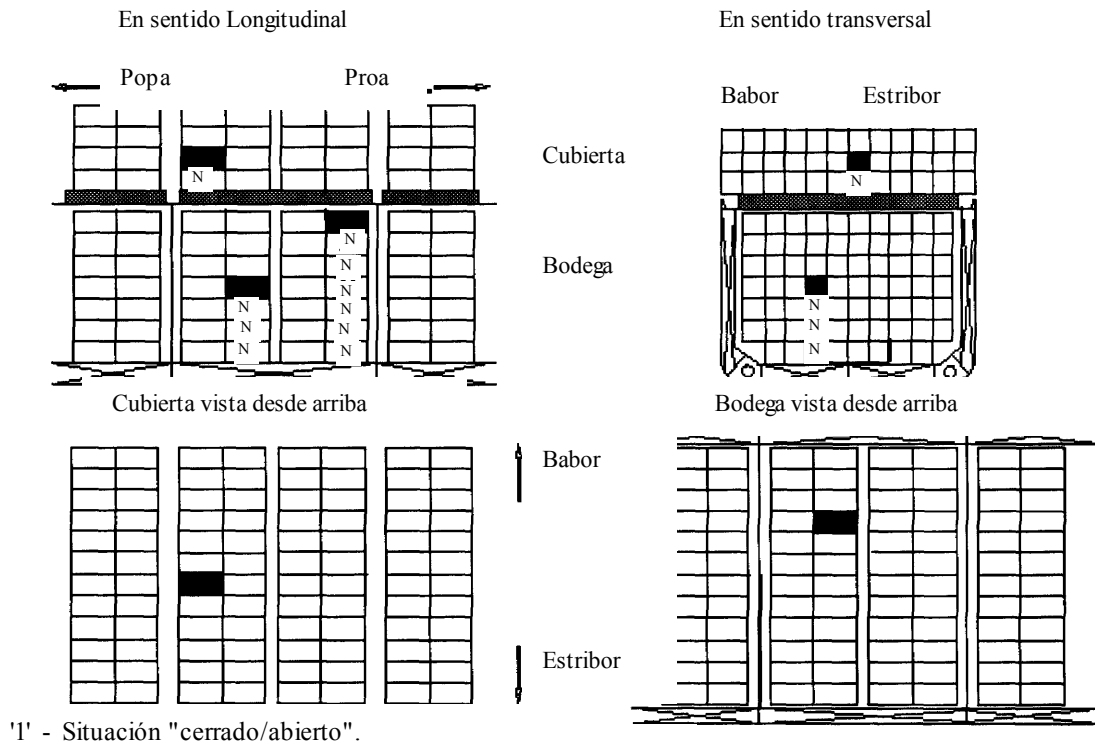 En sentido Longitudinal
En sentido transversal
Popa
Proa
Babor
Estribor
Cubierta
N
N
Bodega
N
N
N
N
N
N
N
N
N
N
N
N
Cubierta vista desde arriba
Bodega vista desde arriba
Babor
Estribor
'1' - Situación "cerrado/abierto".